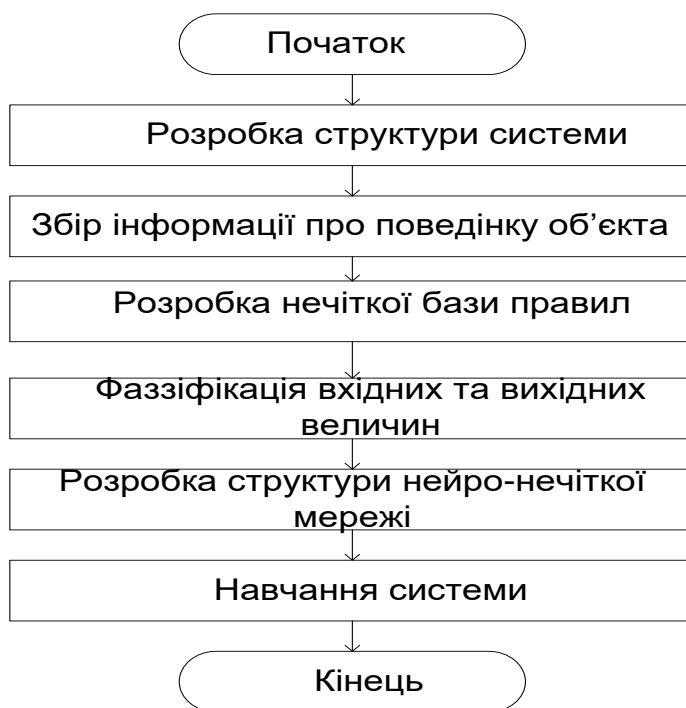 Початок
Розробка структури системи
Збір інформації про поведінку об’єкта
Розробка нечіткої бази правил
Фаззіфікація вхідних та вихідних
величин
Розробка структури нейро-нечіткої
мережі
Навчання системи
Кінець